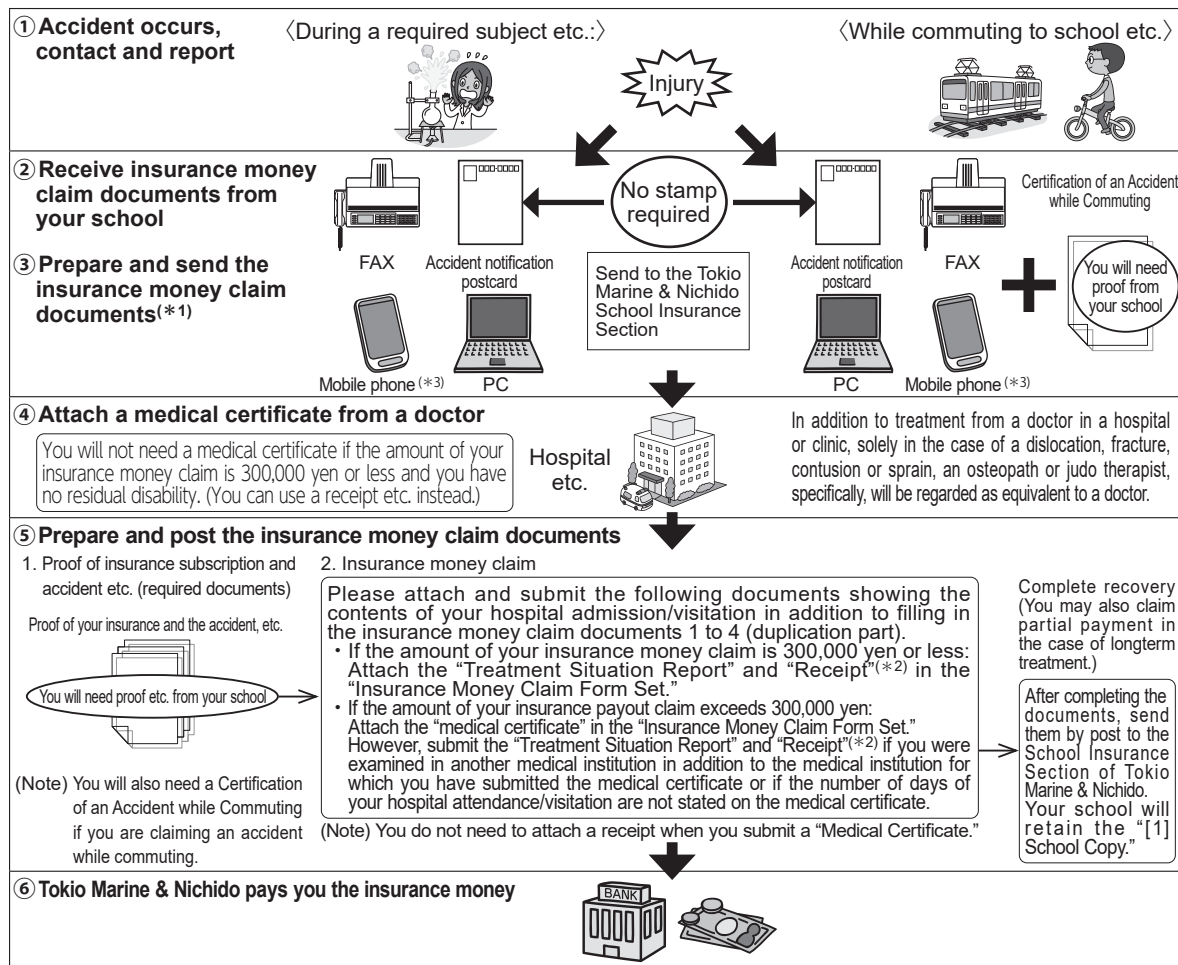 ①Accident occurs,
contact and report
〈During a required subject etc.:〉
Injury
〈While commuting to school etc.〉
②Receive insurance money
claim documents from
your school
③Prepare and send the
insurance money claim
documents(*1)
FAX
Accident notification
postcard
Mobile phone (*3)
PC
No stamp
required
Send to the Tokio
Marine & Nichido
School Insurance
Section
Accident notification
postcard
FAX
PC
Mobile phone (*3)
Certification of an Accident
while Commuting
You will need
proof from
your school
④Attach a medical certificate from a doctor
You will not need a medical certificate if the amount of your
insurance money claim is 300,000 yen or less and you have
no residual disability. (You can use a receipt etc. instead.)
Hospital
etc.
In addition to treatment from a doctor in a hospital
or clinic, solely in the case of a dislocation, fracture,
contusion or sprain, an osteopath or judo therapist,
specifically, will be regarded as equivalent to a doctor.
⑤Prepare and post the insurance money claim documents
1. Proof of insurance subscription and
accident etc. (required documents)
Proof of your insurance and the accident, etc.
You will need proof etc. from your school
(Note) You will also need a Certification
of an Accident while Commuting
if you are claiming an accident
while commuting.
2. Insurance money claim
Please attach and submit the following documents showing the
contents of your hospital admission/visitation in addition to filling in
the insurance money claim documents 1 to 4 (duplication part).
・If the amount of your insurance money claim is 300,000 yen or less:
Attach the “Treatment Situation Report” and “Receipt”(*2) in the
“Insurance Money Claim Form Set.”
・If the amount of your insurance payout claim exceeds 300,000 yen:
Attach the “medical certificate” in the “Insurance Money Claim Form Set.”
However, submit the “Treatment Situation Report” and “Receipt”(*2) if you were
examined in another medical institution in addition to the medical institution for
which you have submitted the medical certificate or if the number of days of
your hospital attendance/visitation are not stated on the medical certificate.
(Note) You do not need to attach a receipt when you submit a “Medical Certificate.”
Complete recovery
(You may also claim
partial payment in
the case of longterm
treatment.)
After completing the
documents, send
them by post to the
School Insurance
Section of Tokio
Marine & Nichido.
Your school will
retain the “[1]
School Copy.”
⑥Tokio Marine & Nichido pays you the insurance money
BANK